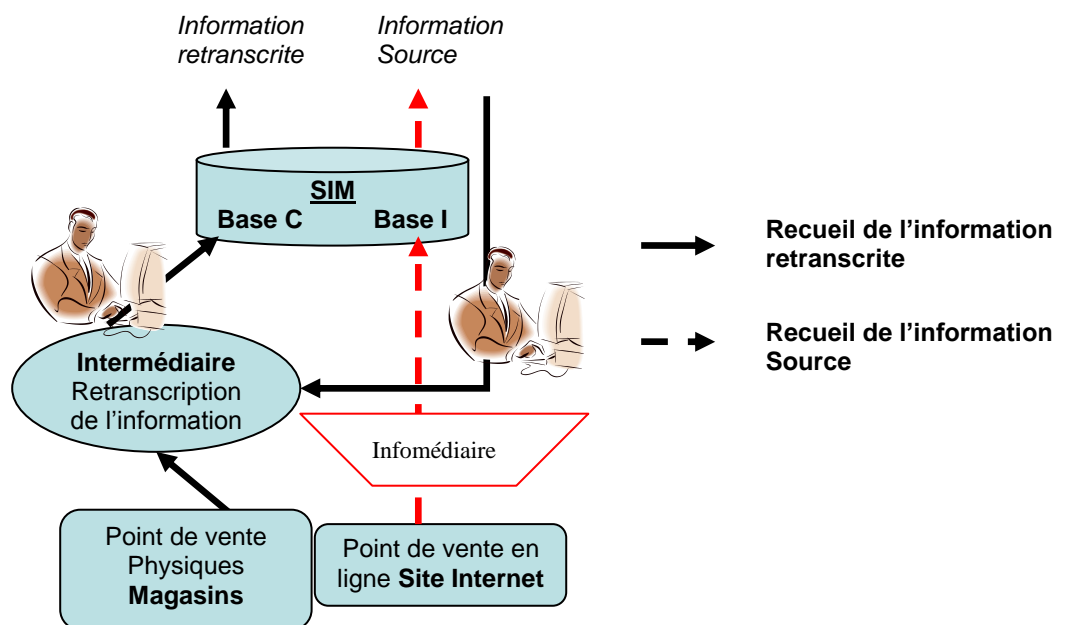 Information
retranscrite
Information
Source
SIM
Base C
Base I
Recueil de l’information
retranscrite
Recueil de l’information
Source
Intermédiaire
Retranscription
de l’information
Infomédiaire
Point de vente
Physiques
Magasins
Point de vente en
ligne Site Internet